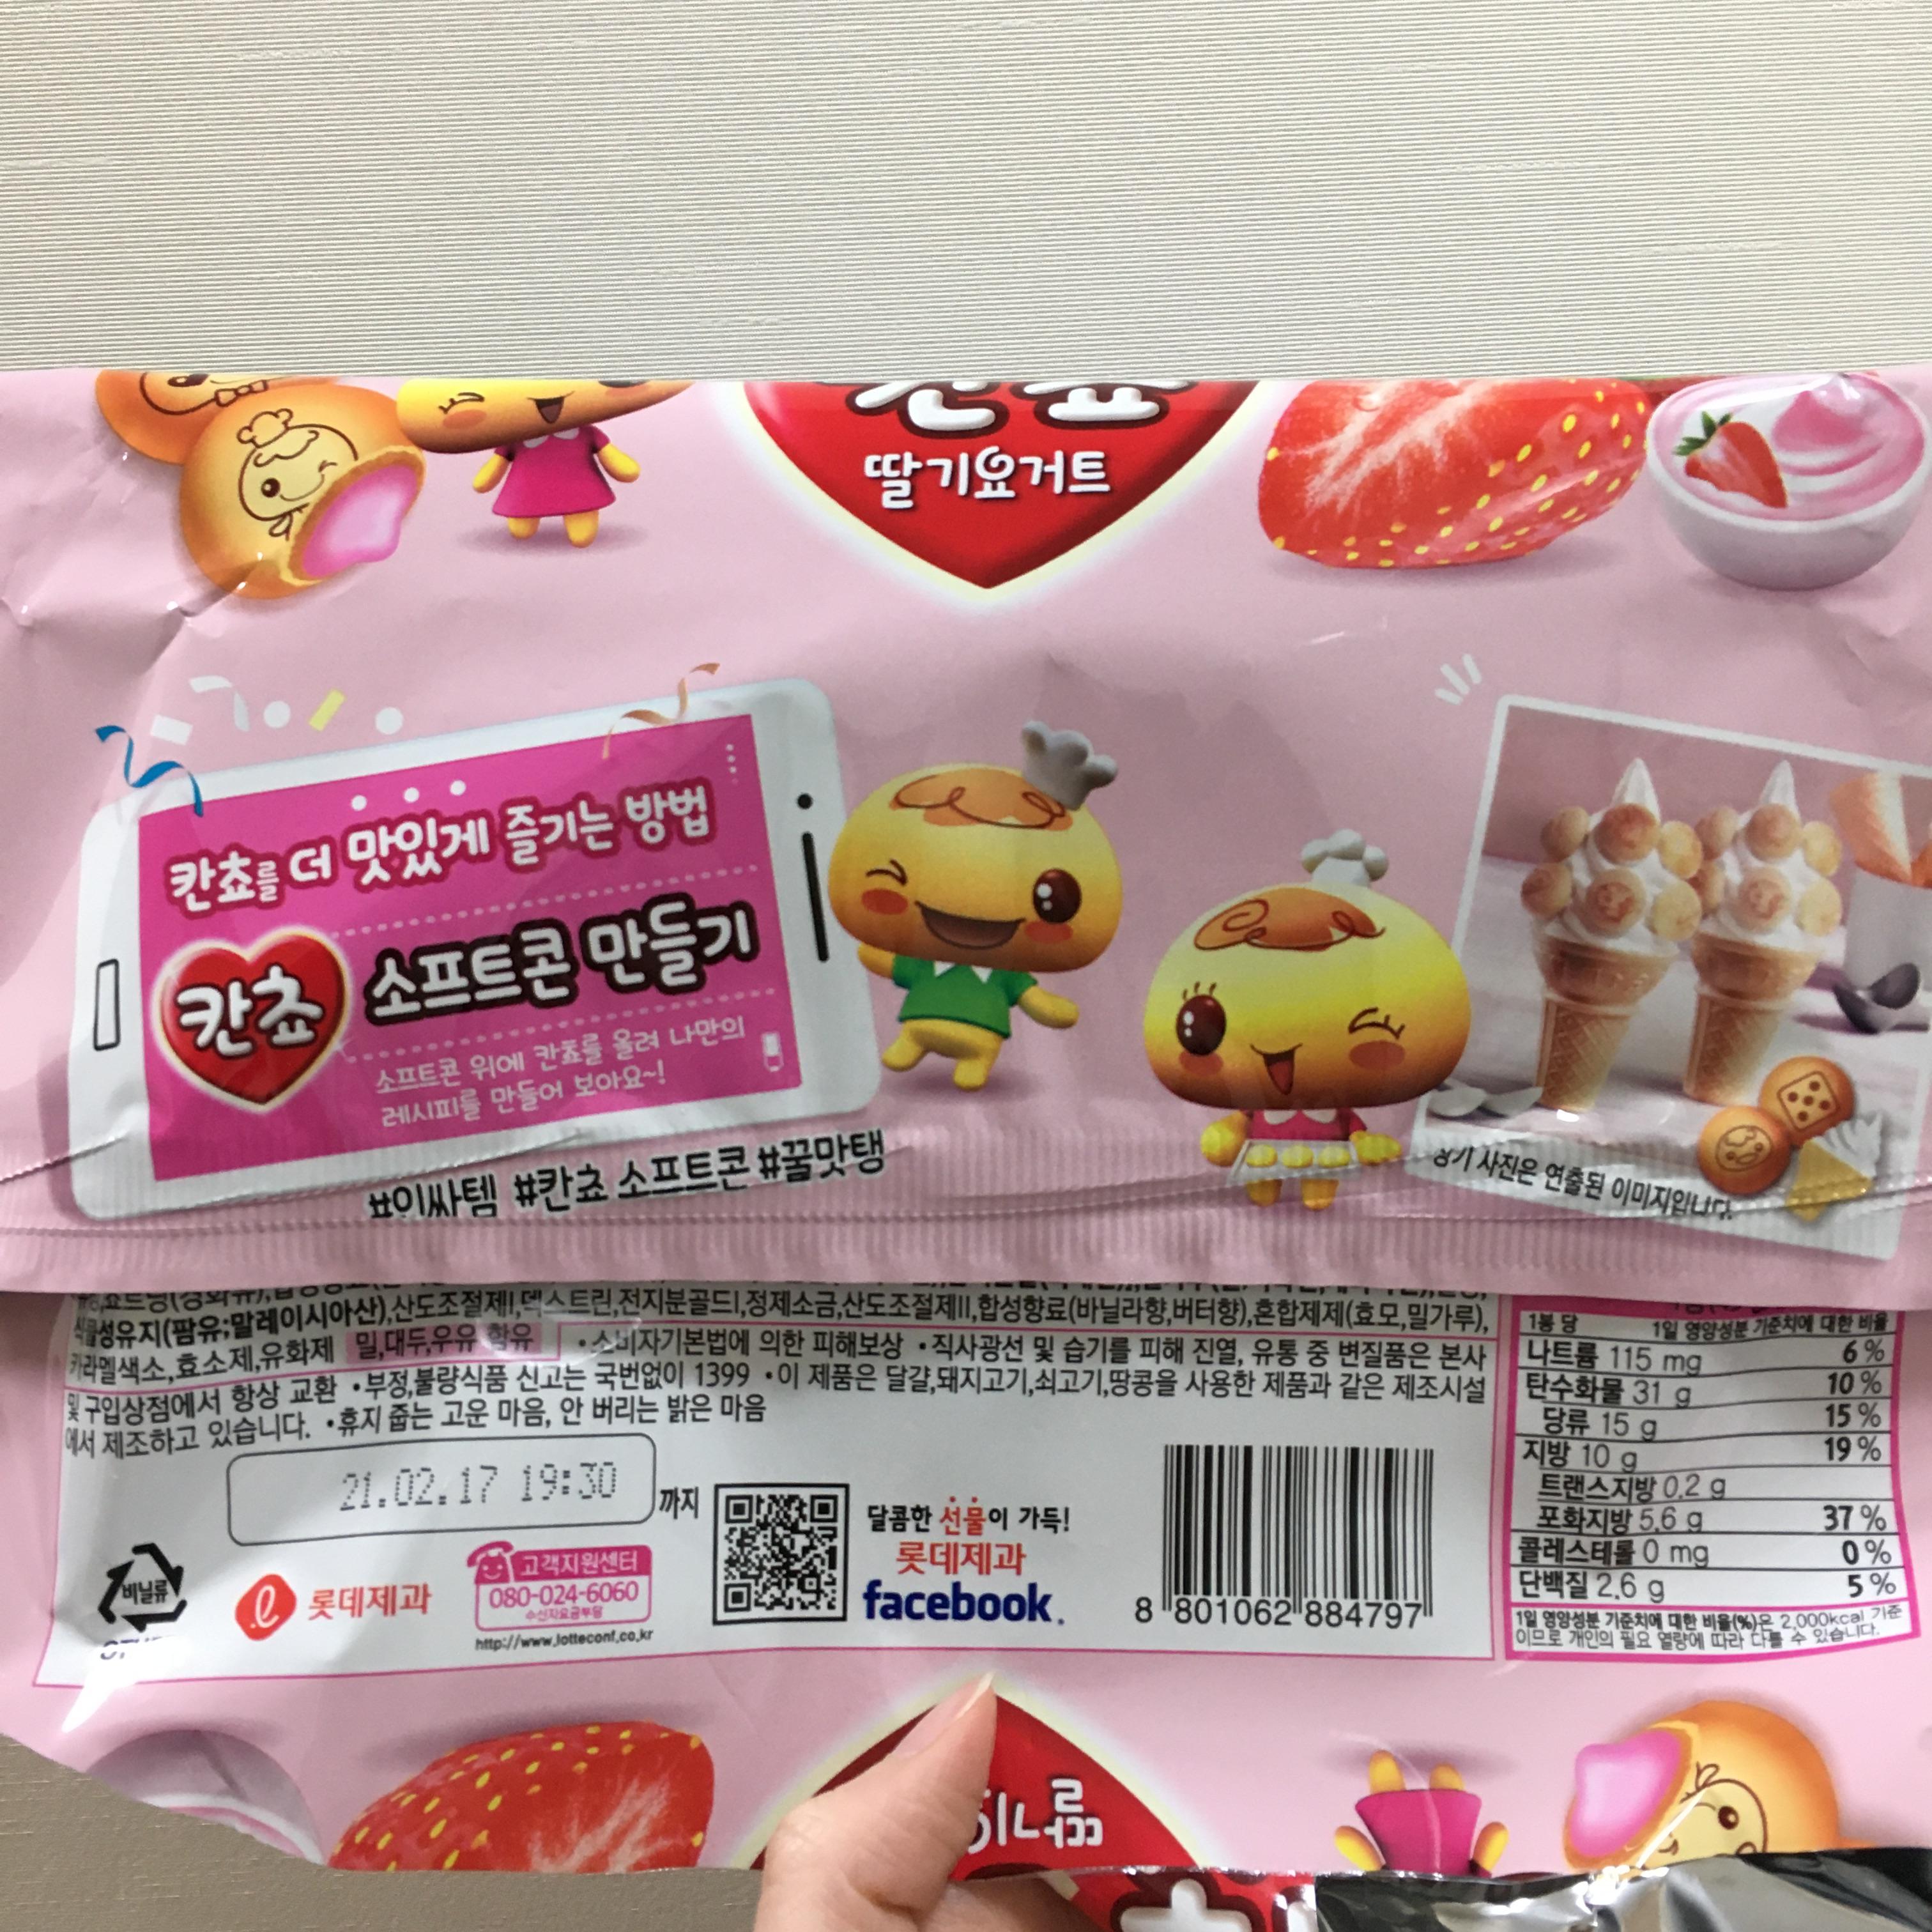 칸쵸
딸기요거트
칸쵸를 더 맛있게 즐기는 방법
칸쵸 소프트콘 만들기
소프트콘 위에 칸쵸를 올려 나만의
레시피를 만들어 보아요~!
#인싸템 #칸쵸 소프트콘 #꿀맛탱
상기 사진은 연출된 이미지입니다.
식물성유지(팜유:말레이시아산),산도조절제I,덱스트린,전지분골드I,정제소금,산도조절제II,합성향료(바닐라향,버터향),혼합제제(효모,밀가루),
카라멜색소,효소제,유화제 밀,대두,우유 함유 •소비자기본법에 의한 피해보상 •직사광선 및 습기를 피해 진열, 유통 중 변질품은 본사
및 구입상점에서 항상 교환 •부정,불량식품 신고는 국번없이 1399 •이 제품은 달걀,돼지고기,쇠고기,땅콩을 사용한 제품과 같은 제조시설
에서 제조하고 있습니다. •휴지 줍는 고운 마음, 안 버리는 밝은 마음
21.02.17 19:30 까지
비닐류
롯데제과
고객지원센터
080-024-6060
수신자요금부담
http://www.lotteconf.co.kr
달콤한 선물이 가득!
롯데제과
facebook.
8 801062 884797
1봉 당 1일 영양성분 기준치에 대한 비율
나트륨 115 mg 6%
탄수화물 31 g 10%
당류 15 g 15%
지방 10 g 19%
트랜스지방 0.2 g
포화지방 5.6 g 37%
콜레스테롤 0 mg 0%
단백질 2.6 g 5%
1일 영양성분 기준치에 대한 비율(%)은 2,000kcal 기준
이므로 개인의 필요 열량에 따라 다를 수 있습니다.